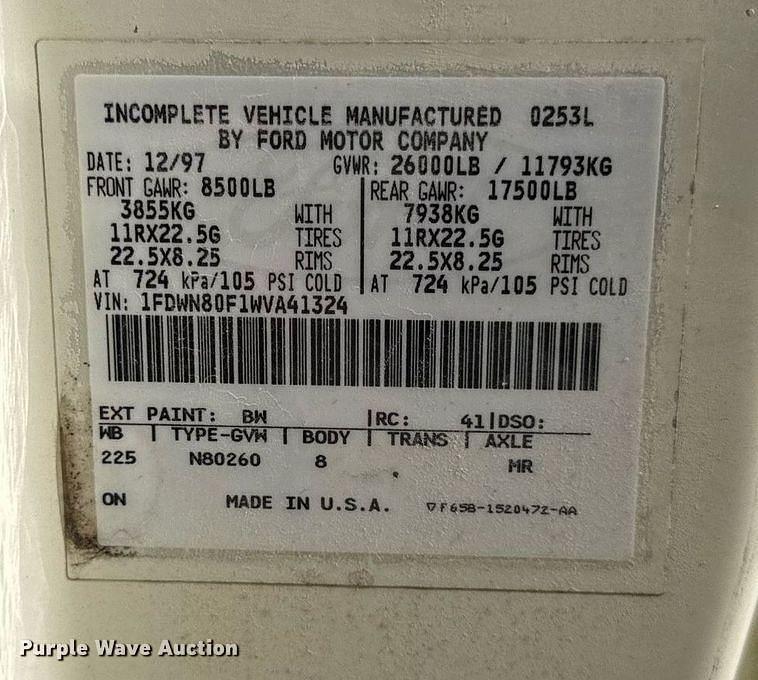 INCOMPLETE VEHICLE MANUFACTURED 0253L
BY FORD MOTOR COMPANY
DATE: 12/97 GVWR: 26000LB / 11793KG
FRONT GAWR: 8500LB REAR GAWR: 17500LB
3855KG WITH 7938KG WITH
11RX22.5G TIRES 11RX22.5G TIRES
22.5X8.25 RIMS 22.5X8.25 RIMS
AT 724 kPa/105 PSI COLD AT 724 kPa/105 PSI COLD
VIN: 1FDWN80F1WVA41324
EXT PAINT: BW RC: 41 DSO:
WB TYPE-GVW BODY TRANS AXLE
225 N80260 8 MR
ON MADE IN U.S.A. ▽F65B-1520472-AA
Purple Wave Auction